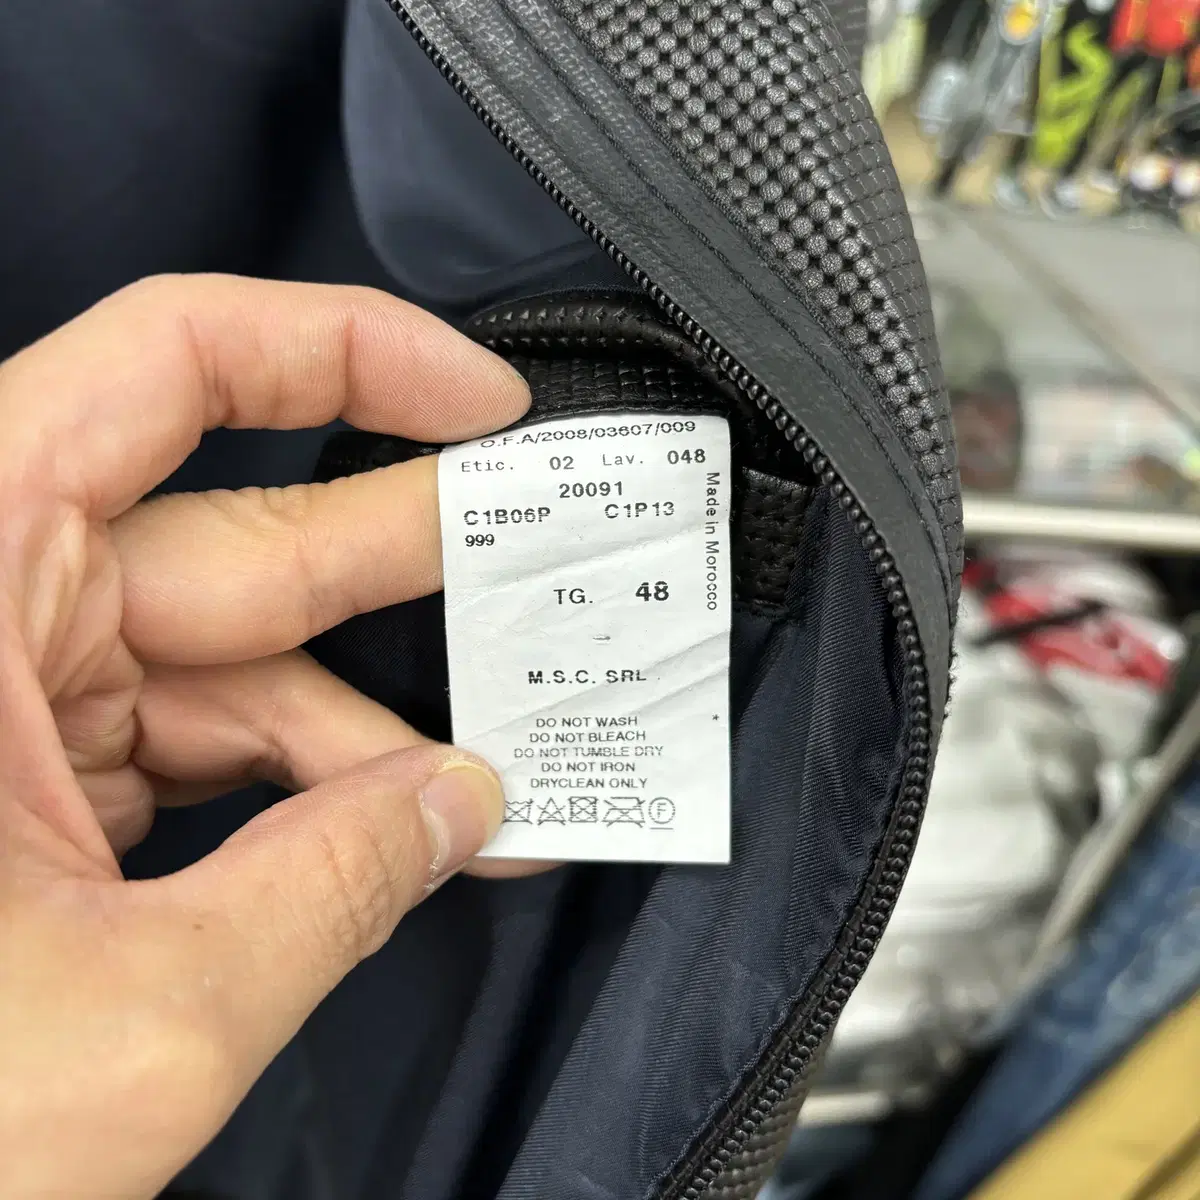 O.F.A/2008/03607/009
Etic. 02 Lav. 048
20091
C1B06P C1P13
999
Made in Morocco
TG. 48
-
M.S.C. SRL
*
DO NOT WASH
DO NOT BLEACH
DO NOT TUMBLE DRY
DO NOT IRON
DRYCLEAN ONLY
F